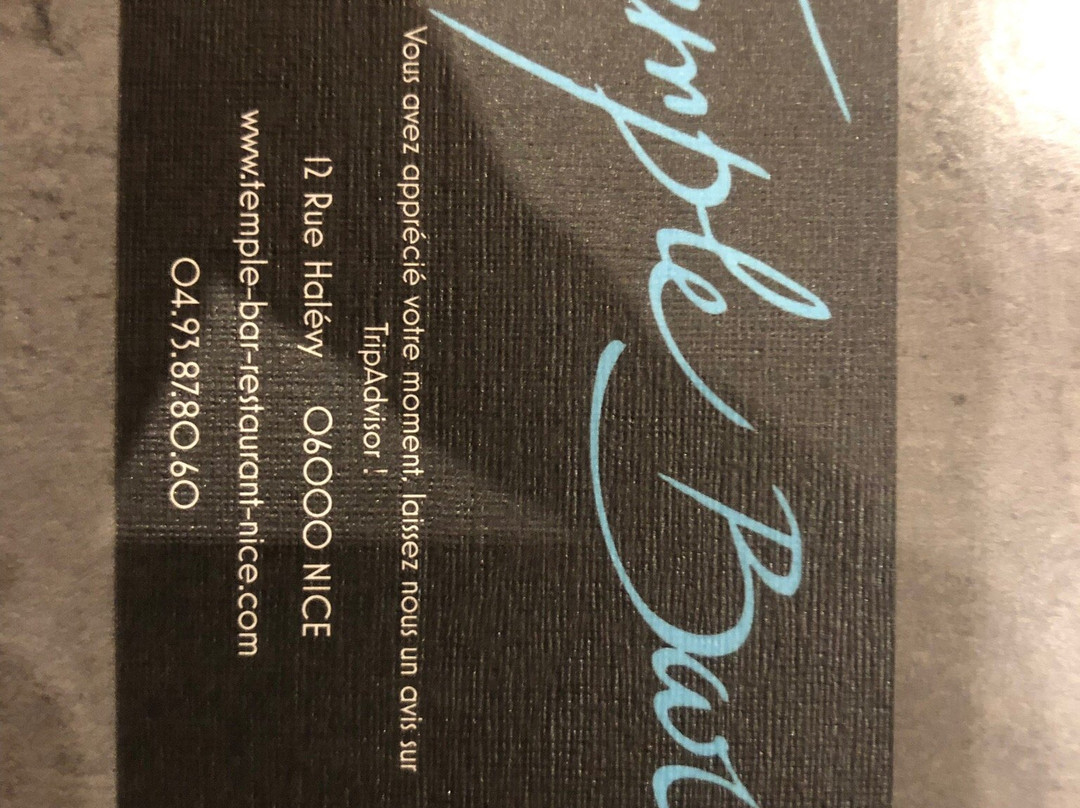 Temple Bar
Vous avez apprécié votre moment, laissez nous un avis sur
TripAdvisor !
12 Rue Halévy 06000 NICE
www.temple-bar-restaurant-nice.com
04.93.87.80.60